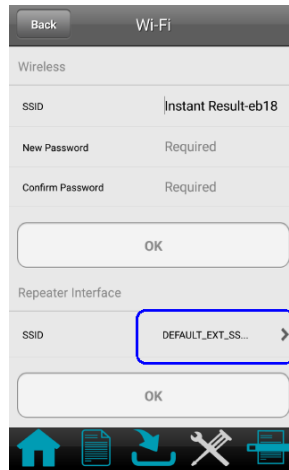 Back Wi-Fi
Wireless
SSID Instant Result-eb18
New Password Required
Confirm Password Required
OK
Repeater Interface
SSID DEFAULT_EXT_SS...
OK